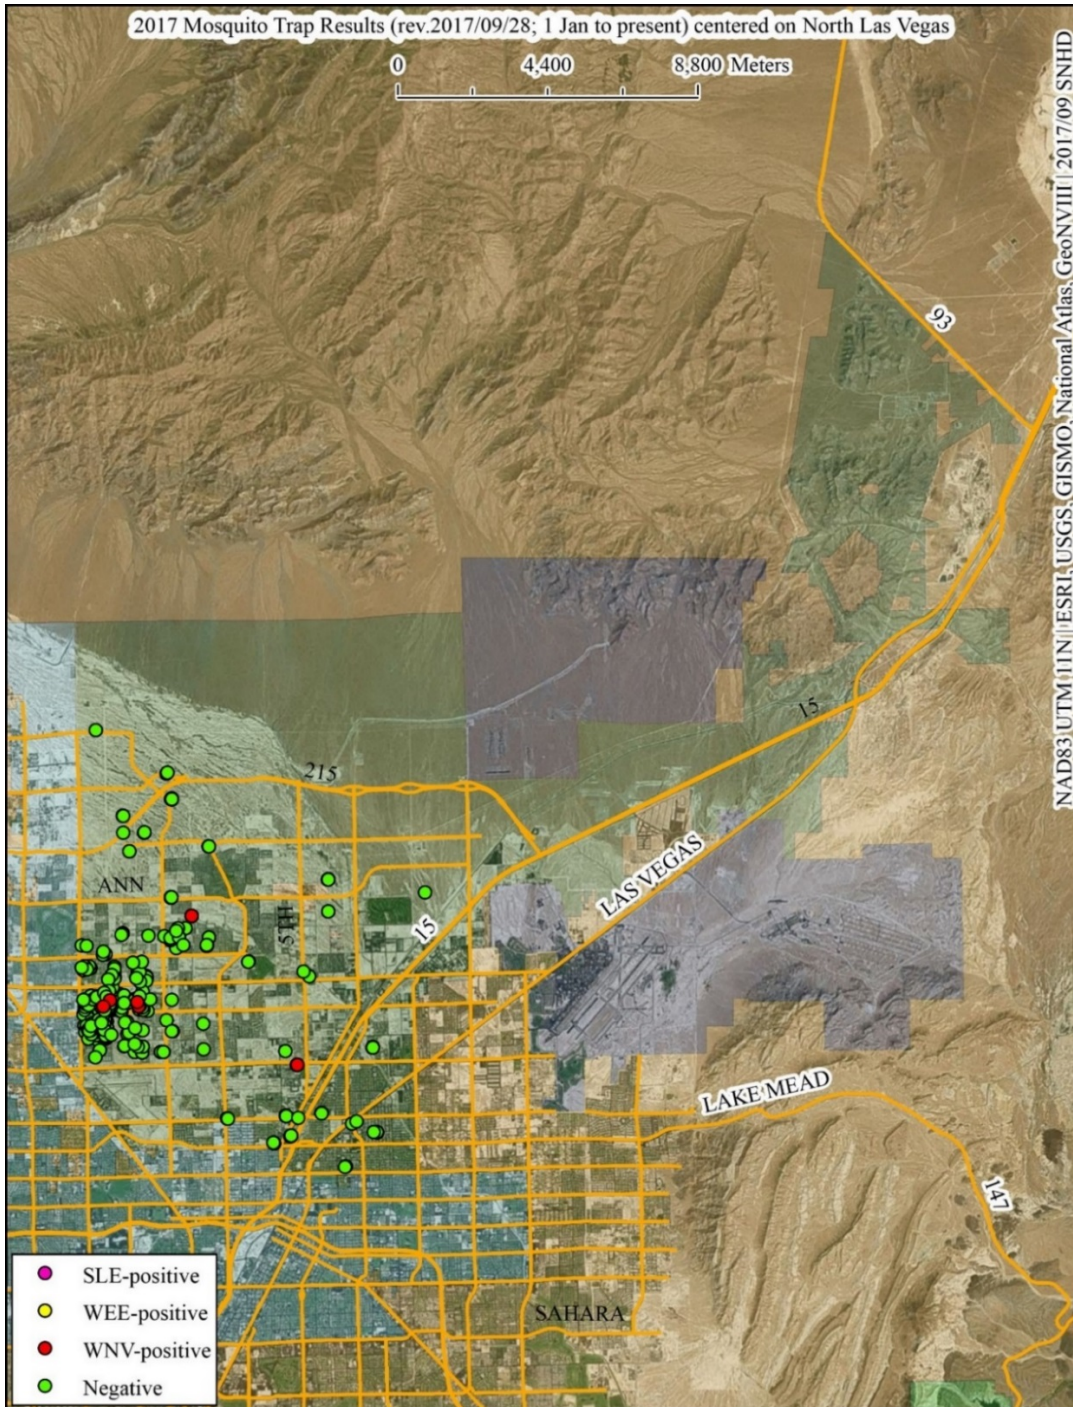 2017 Mosquito Trap Results (rev.2017/09/28; 1 Jan to present) centered on North Las Vegas
0 4,400 8,800 Meters
NAD83 UTM 11N | ESRI, USGS, GISMO, National Atlas, GeoNVIII | 2017/09 SNHD
93
15
215
LAS VEGAS
ANN
5TH
15
LAKE MEAD
147
SAHARA
SLE-positive
WEE-positive
WNV-positive
Negative